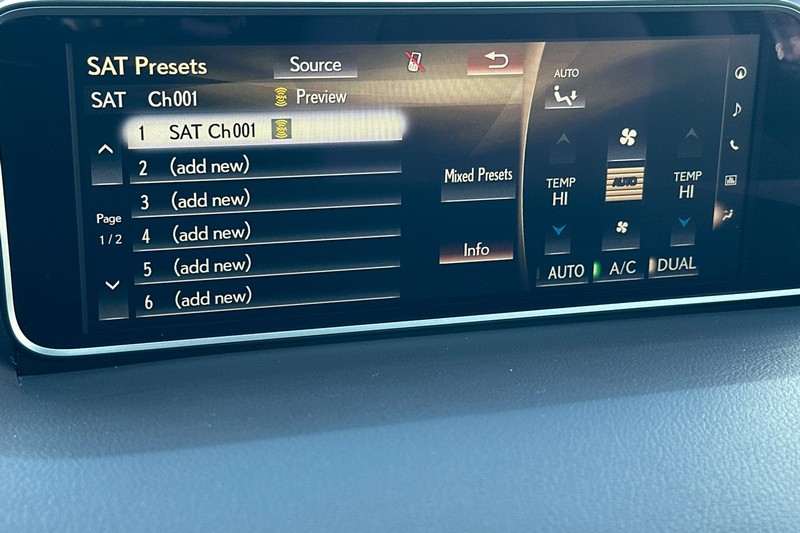 SAT Presets
Source
SAT Ch001
Preview
1 SAT Ch001
2 (add new)
3 (add new)
4 (add new)
5 (add new)
6 (add new)
Page
1/2
Mixed Presets
Info
AUTO
TEMP
HI
AUTO
TEMP
HI
AUTO
A/C
DUAL